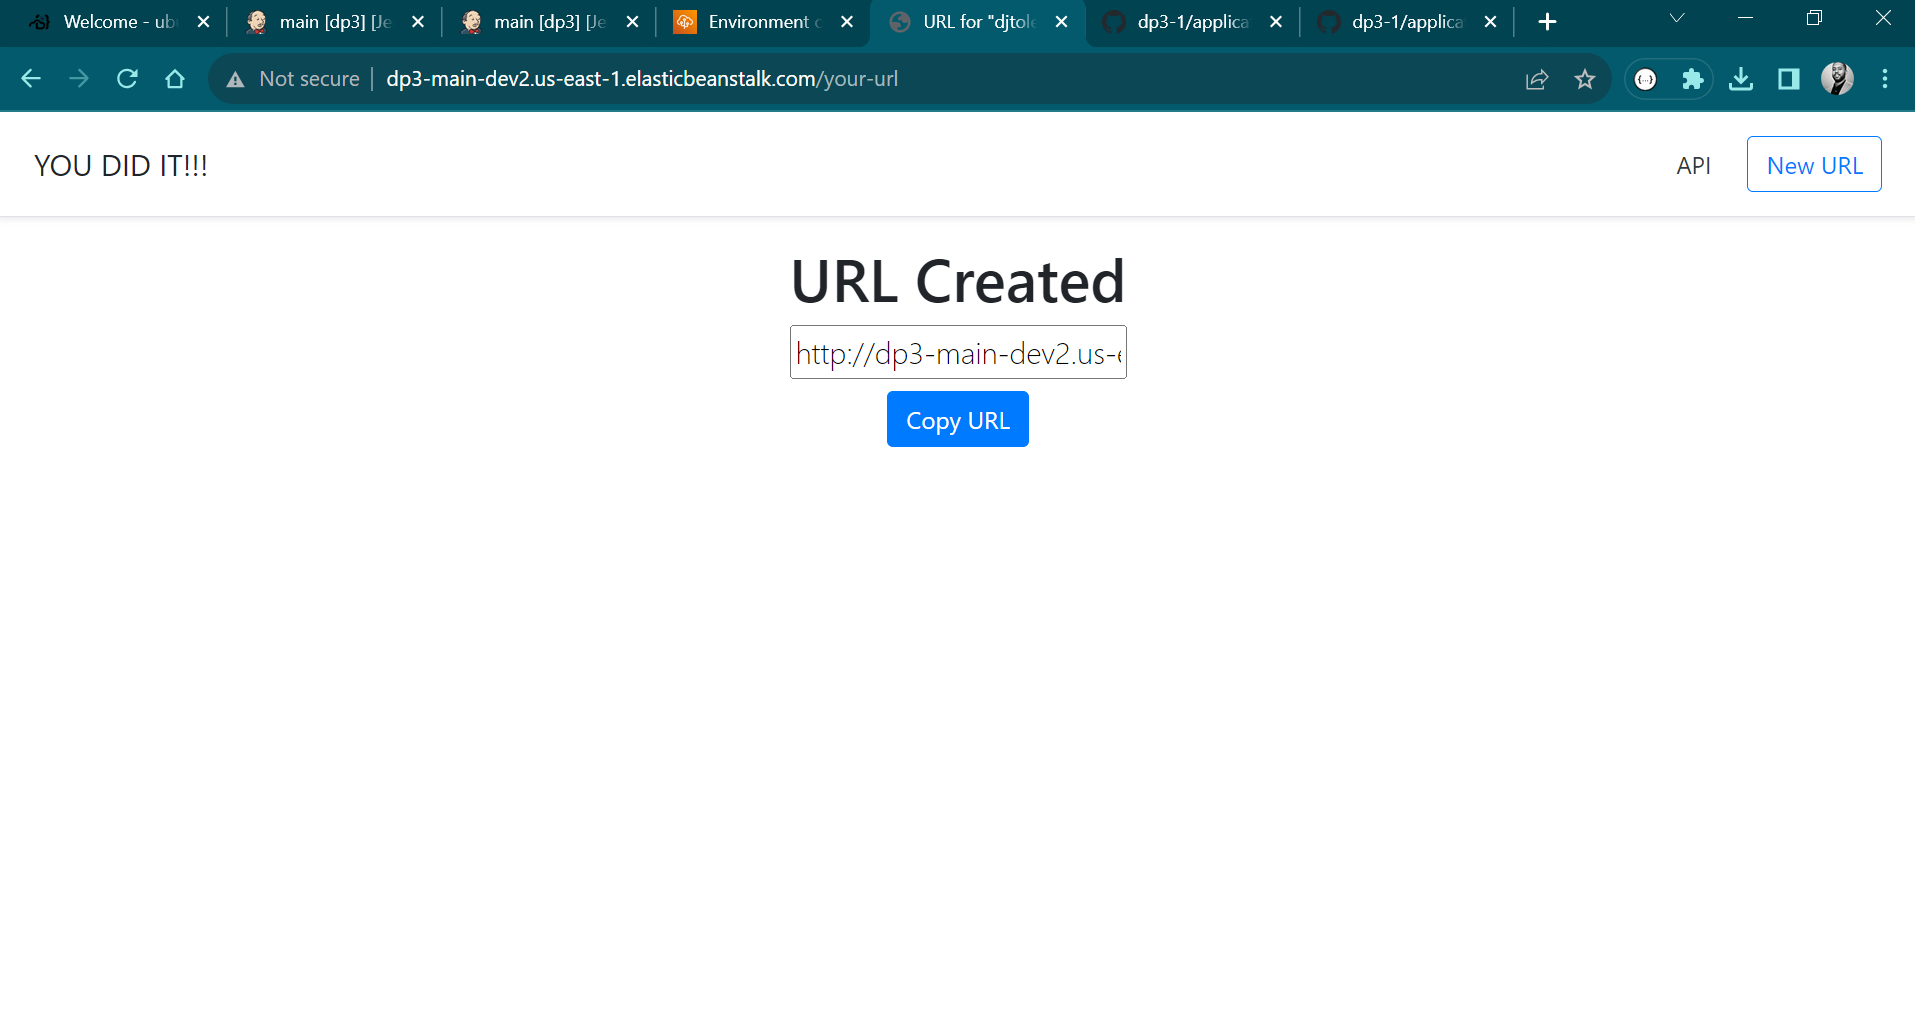 Welcome - ub
main [dp3] [Je
main [dp3] [Je
Environment
URL for "djtole
dp3-1/applica
dp3-1/applica
Not secure
dp3-main-dev2.us-east-1.elasticbeanstalk.com/your-url
YOU DID IT!!!
API
New URL
URL Created
http://dp3-main-dev2.us-e
Copy URL